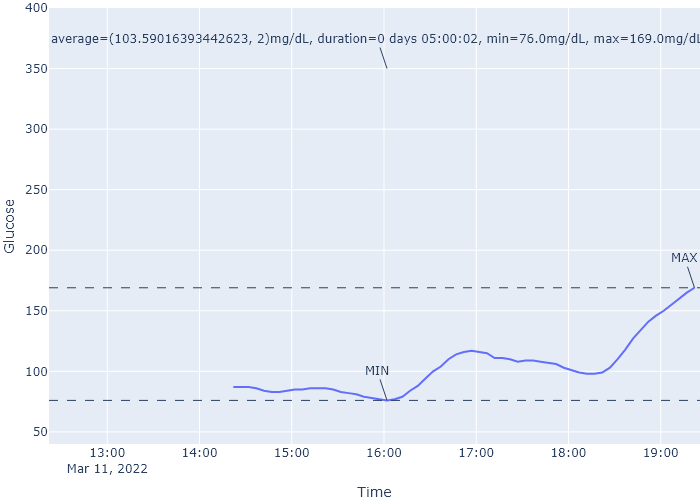 400
average=(103.59016393442623, 2)mg/dL, duration=0 days 05:00:02, min=76.0mg/dL, max=169.0mg/dL
350
300
250
200
150
100
50
Glucose
MAX
MIN
13:00 14:00 15:00 16:00 17:00 18:00 19:00
Mar 11, 2022
Time